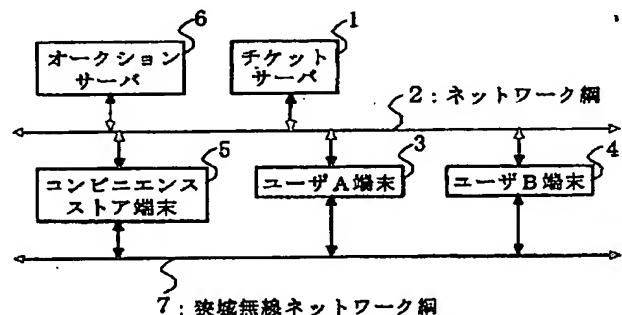 6
1
オークション
サーバ
チケット
サーバ
2：ネットワーク網
5
3
4
コンビニエンス
ストア端末
ユーザA端末
ユーザB端末
7：狭域無線ネットワーク網